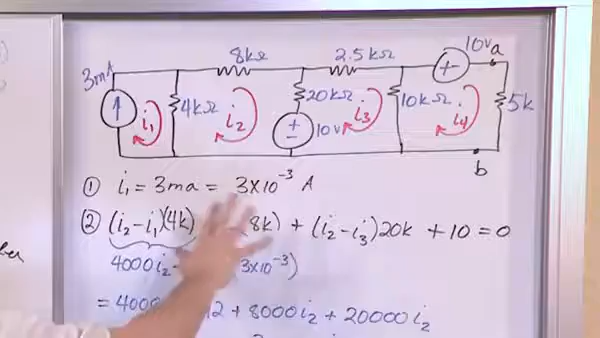 8kΩ 2.5kΩ 10v a
3mA
4kΩ 20kΩ 10kΩ 5k
i₁ i₂ i₃ i₄
+ − 10v
b
① i₁ = 3ma = 3×10⁻³ A
② (i₂−i₁)(4k) 8k) + (i₂−i₃)20k + 10 = 0
4000i₂− 3×10⁻³)
= 4000 12 + 8000i₂ + 20000i₂